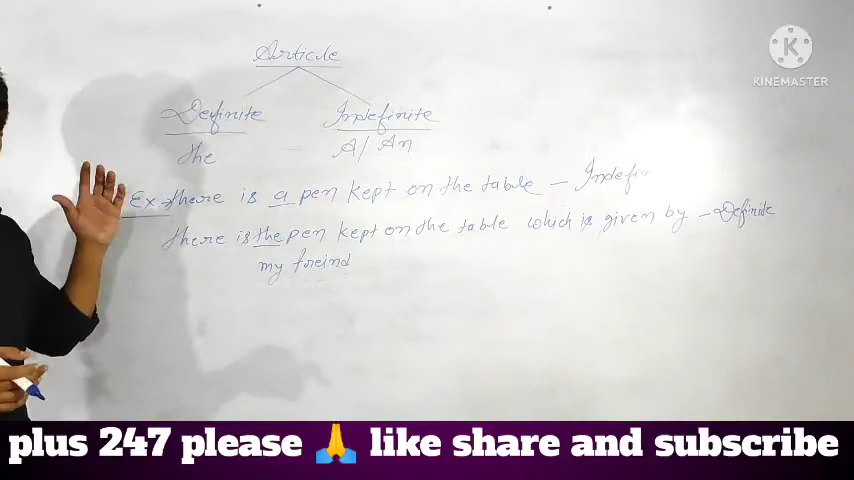 Article
Definite Indefinite
the A/ An
Ex → there is a pen kept on the table - Indefin
there is the pen kept on the table which is given by - Definite
my freind
KINEMASTER
plus 247 please 🙏 like share and subscribe